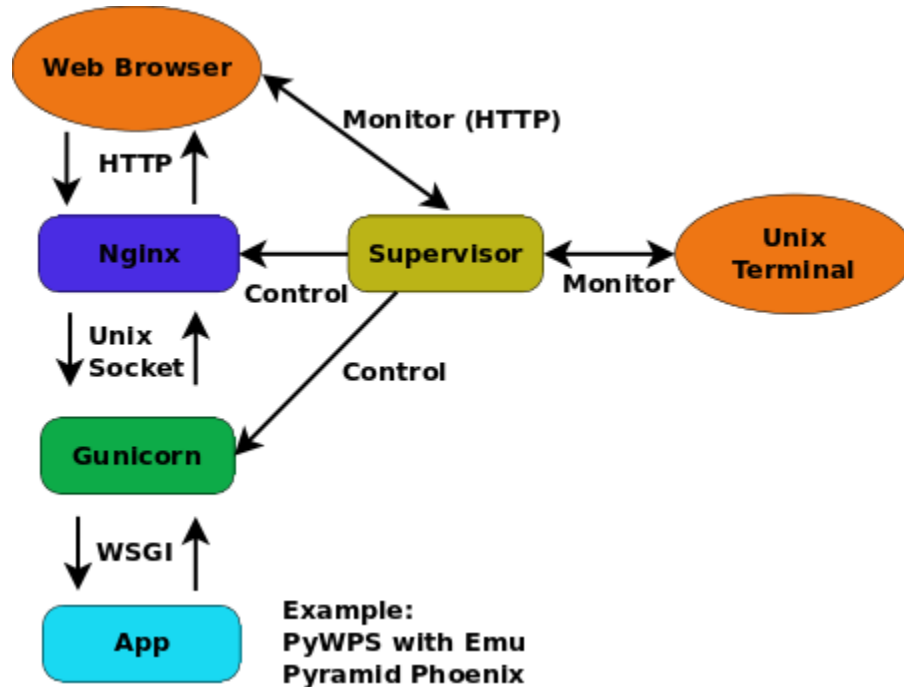 Web Browser
Monitor (HTTP)
HTTP
Nginx
Supervisor
Unix
Terminal
Control
Monitor
Unix
Socket
Control
Gunicorn
WSGI
App
Example:
PyWPS with Emu
Pyramid Phoenix